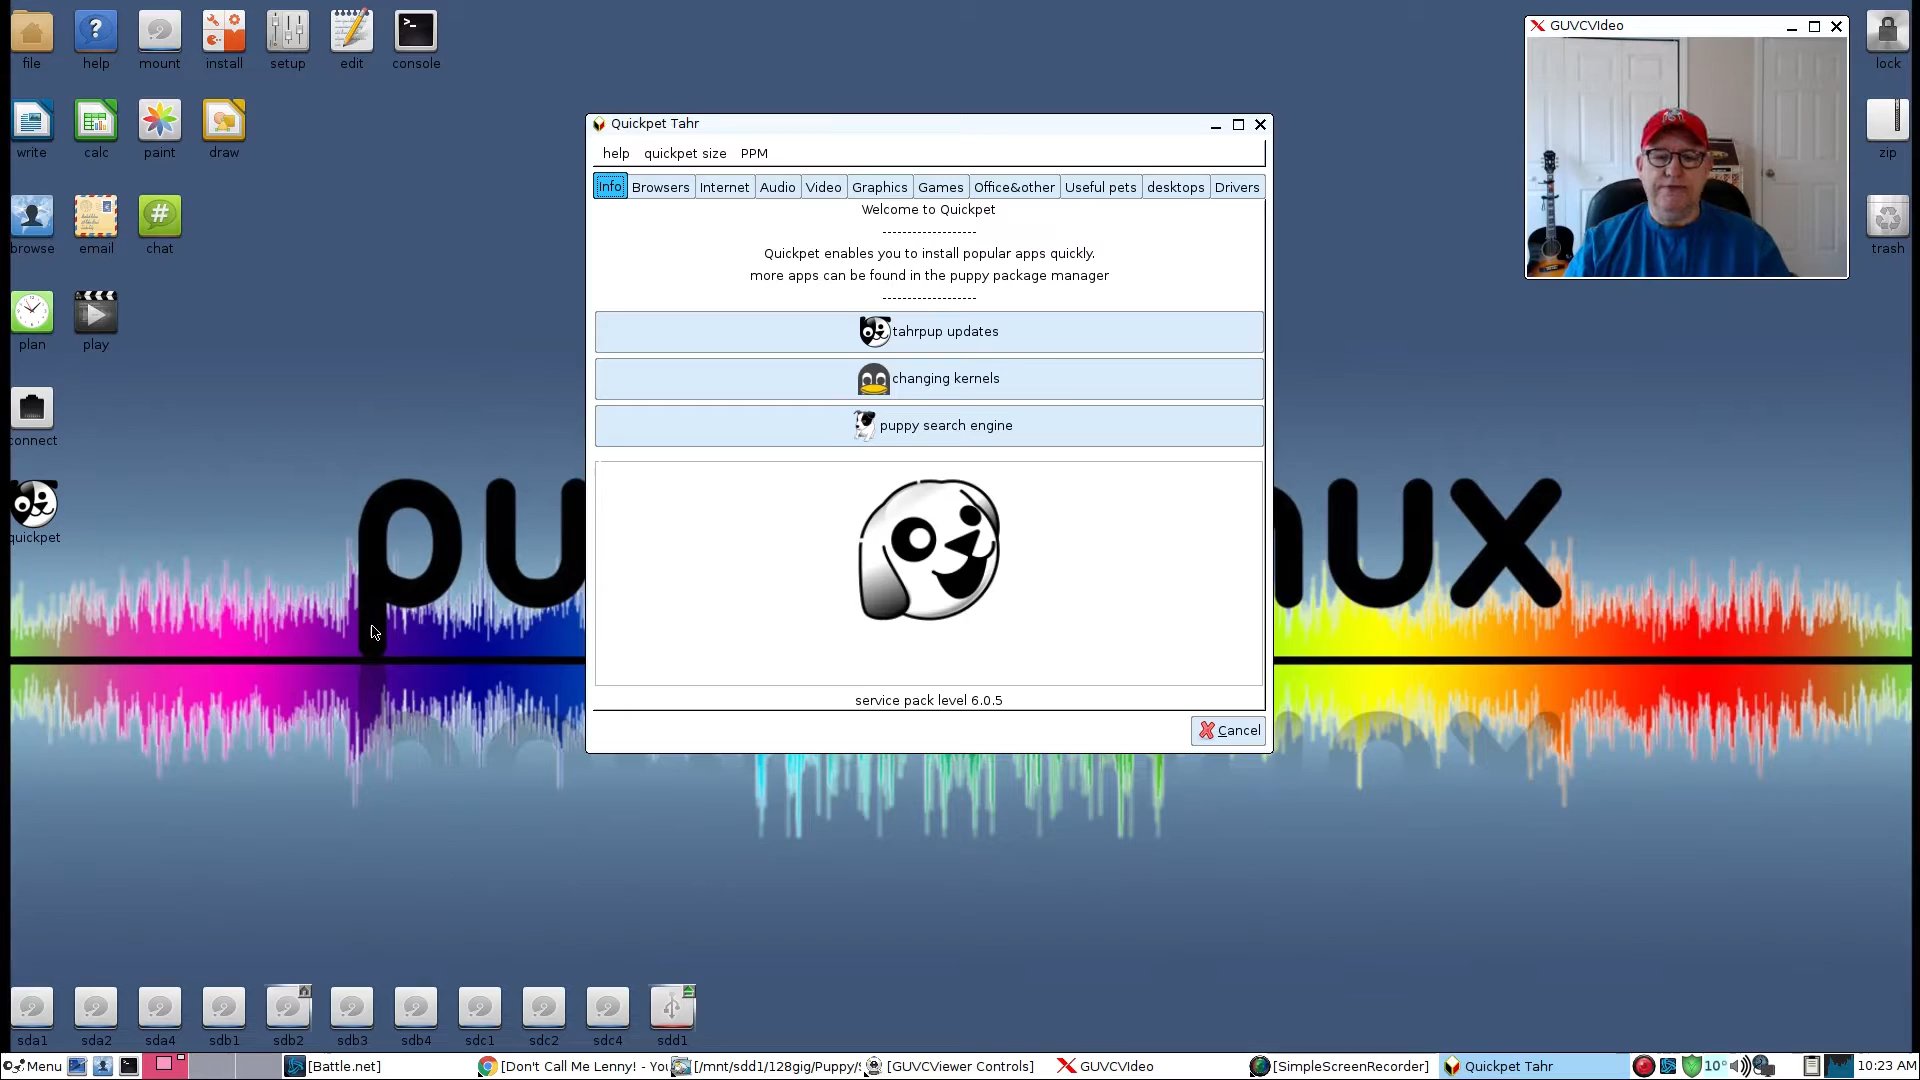 file
help
mount
install
setup
edit
console
write
calc
paint
draw
browse
email
chat
plan
play
connect
quickpet
lock
zip
trash
GUVCVIdeo
Quickpet Tahr
help quickpet size PPM
Info Browsers Internet Audio Video Graphics Games Office&other Useful pets desktops Drivers
Welcome to Quickpet
-------------------
Quickpet enables you to install popular apps quickly.
more apps can be found in the puppy package manager
-------------------
tahrpup updates
changing kernels
puppy search engine
service pack level 6.0.5
Cancel
pu nux
sda1 sda2 sda4 sdb1 sdb2 sdb3 sdb4 sdc1 sdc2 sdc4 sdd1
Menu [Battle.net] [Don't Call Me Lenny! - You [/mnt/sdd1/128gig/Puppy/ [GUVCViewer Controls] GUVCVIdeo [SimpleScreenRecorder] Quickpet Tahr 10° 10:23 AM